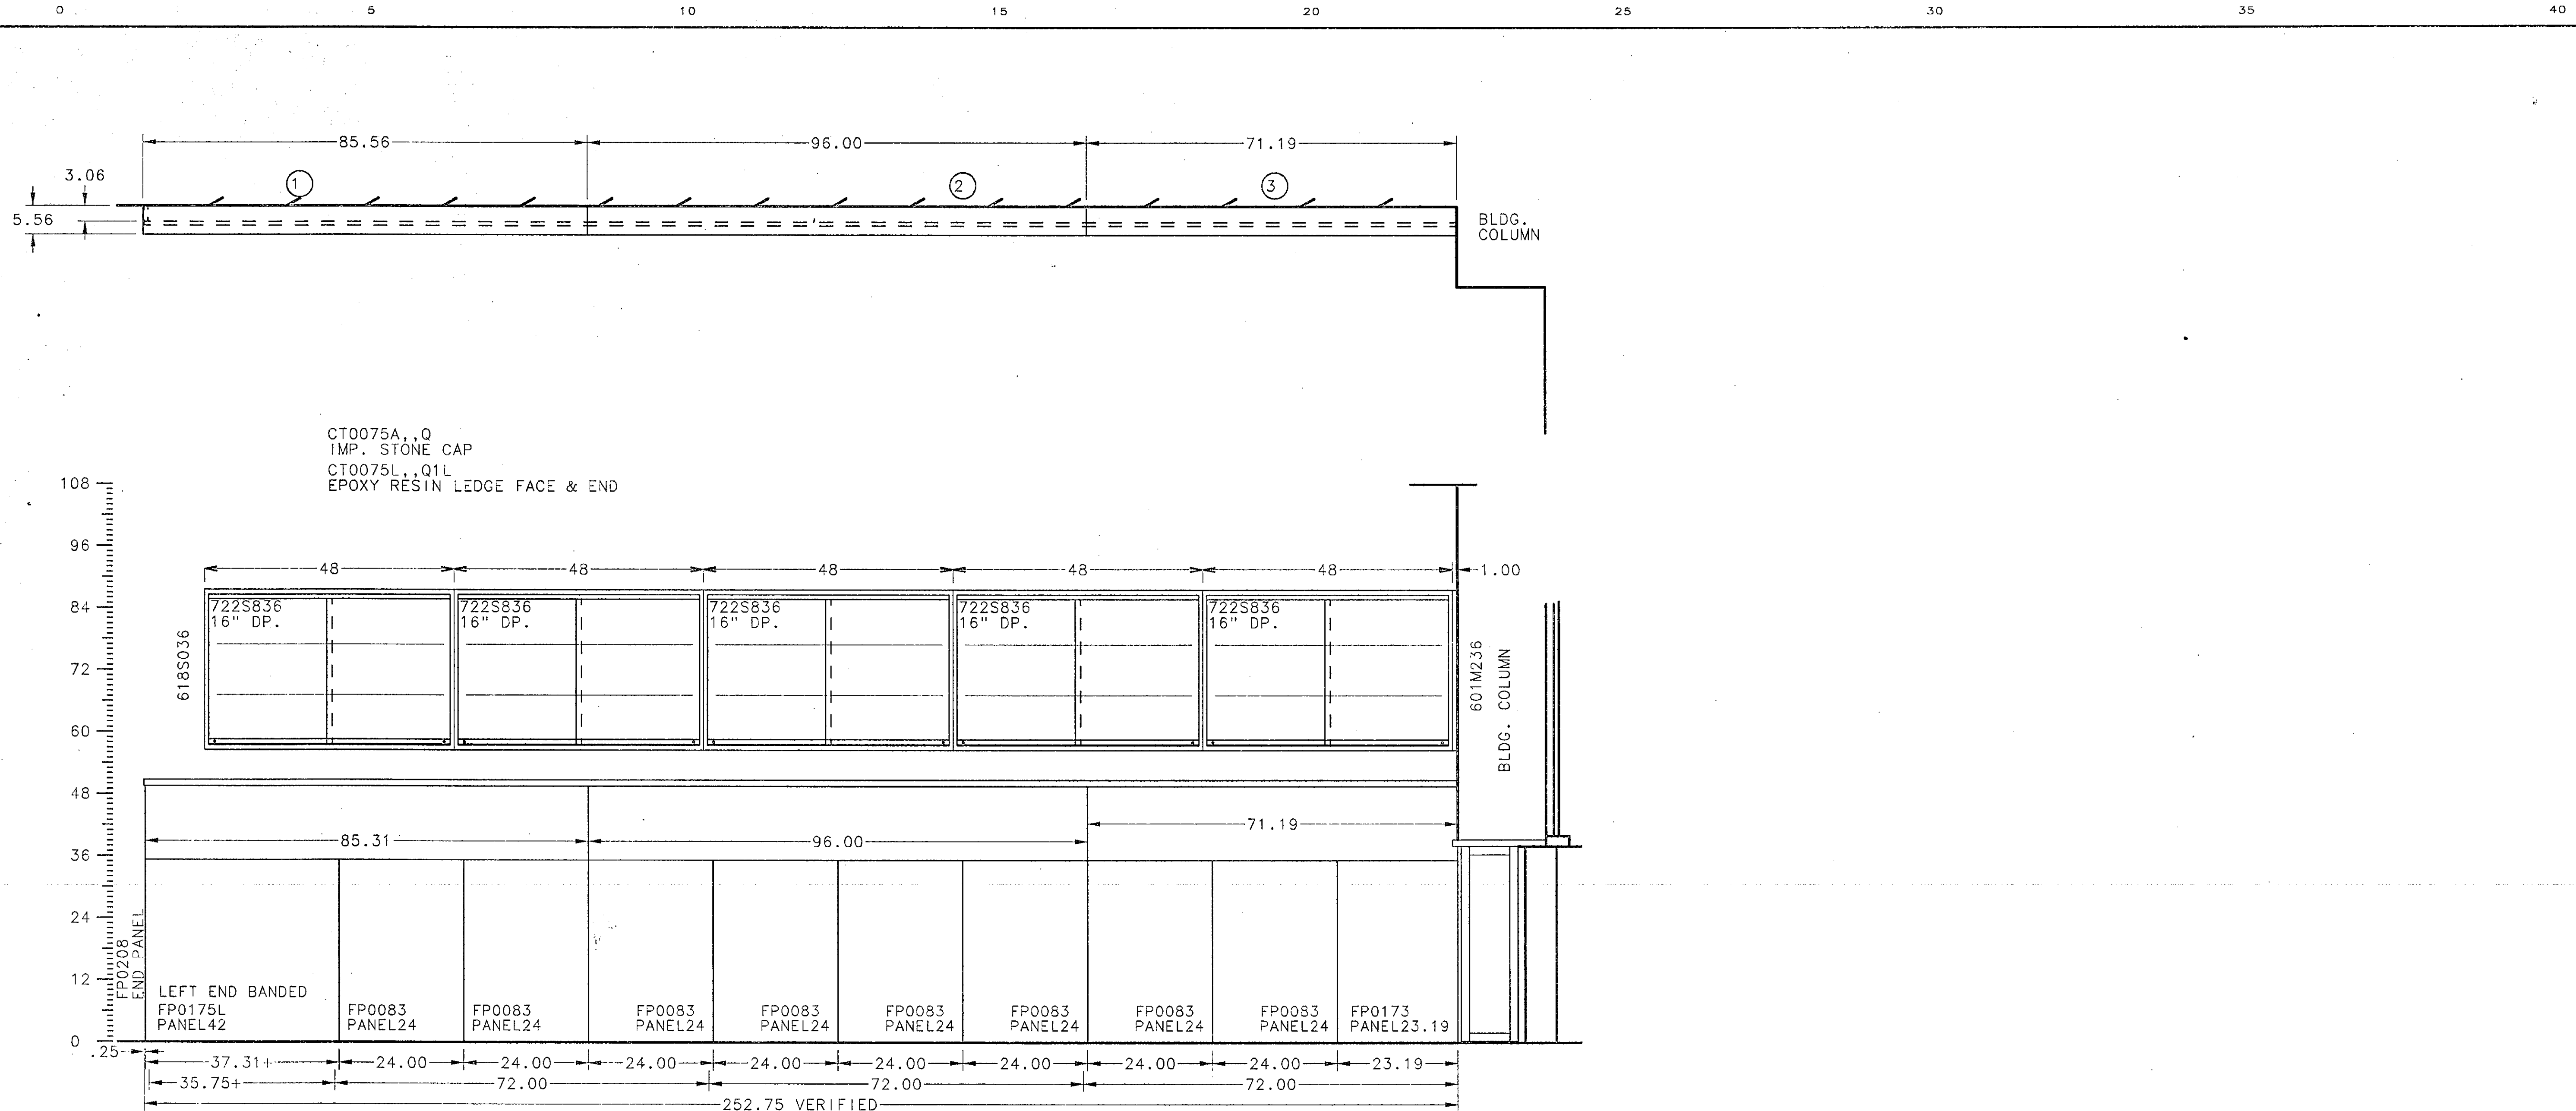 0 5 10 15 20 25 30 35 40
85.56 96.00 71.19
3.06
1 2 3
5.56
BLDG.
COLUMN
CT0075A,,Q
IMP. STONE CAP
CT0075L,,Q1L
EPOXY RESIN LEDGE FACE & END
108
96
84
72
60
48
36
24
12
0
48 48 48 48 48 1.00
722S836 722S836 722S836 722S836 722S836
16" DP. 16" DP. 16" DP. 16" DP. 16" DP.
618S036
601M236
BLDG. COLUMN
71.19
85.31 96.00
FP0208
END PANEL
LEFT END BANDED
FP0175L FP0083 FP0083 FP0083 FP0083 FP0083 FP0083 FP0083 FP0083 FP0173
PANEL42 PANEL24 PANEL24 PANEL24 PANEL24 PANEL24 PANEL24 PANEL24 PANEL24 PANEL23.19
.25
37.31+ 24.00 24.00 24.00 24.00 24.00 24.00 24.00 24.00 23.19
35.75+ 72.00 72.00 72.00
252.75 VERIFIED